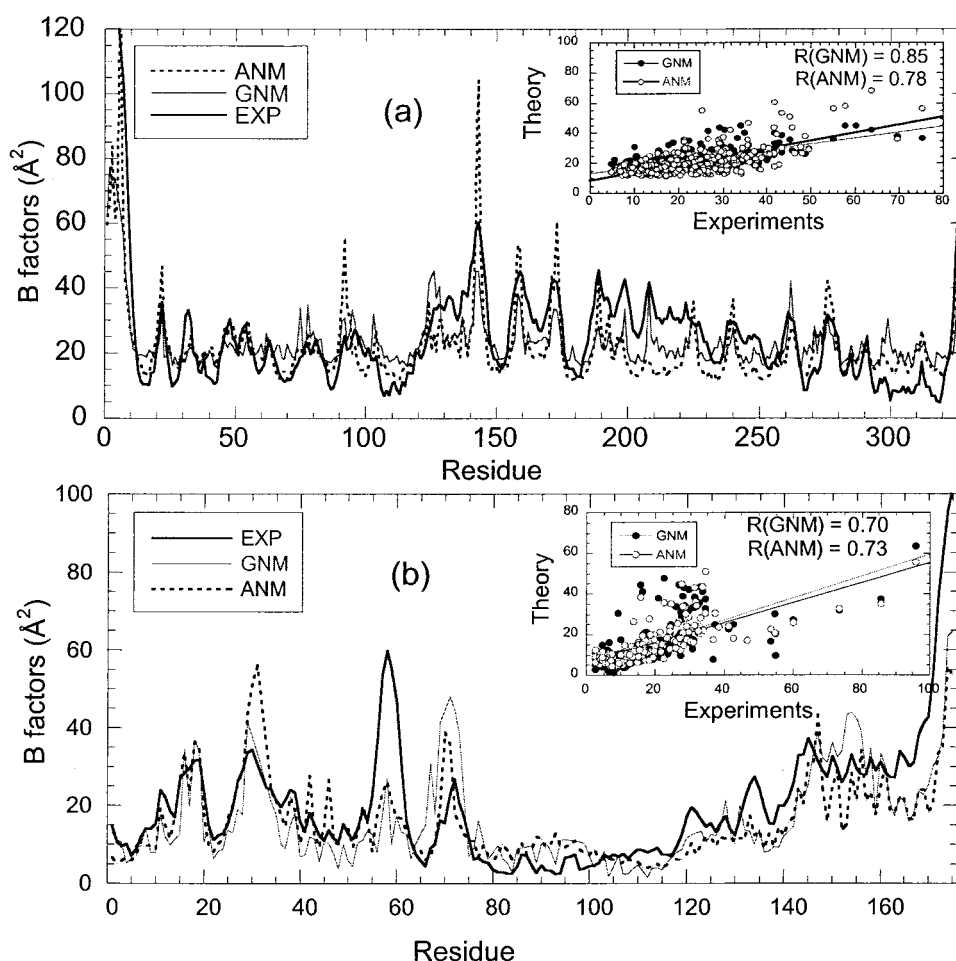 120
100
80
60
40
20
0
B factors (Å²)
ANM
GNM
EXP
(a)
100
80
60
40
20
0
Theory
GNM
ANM
R(GNM) = 0.85
R(ANM) = 0.78
0 10 20 30 40 50 60 70 80
Experiments
0 50 100 150 200 250 300
Residue
100
80
60
40
20
0
B factors (Å²)
EXP
GNM
ANM
(b)
80
60
40
20
0
Theory
GNM
ANM
R(GNM) = 0.70
R(ANM) = 0.73
0 20 40 60 80 100
Experiments
0 20 40 60 80 100 120 140 160
Residue